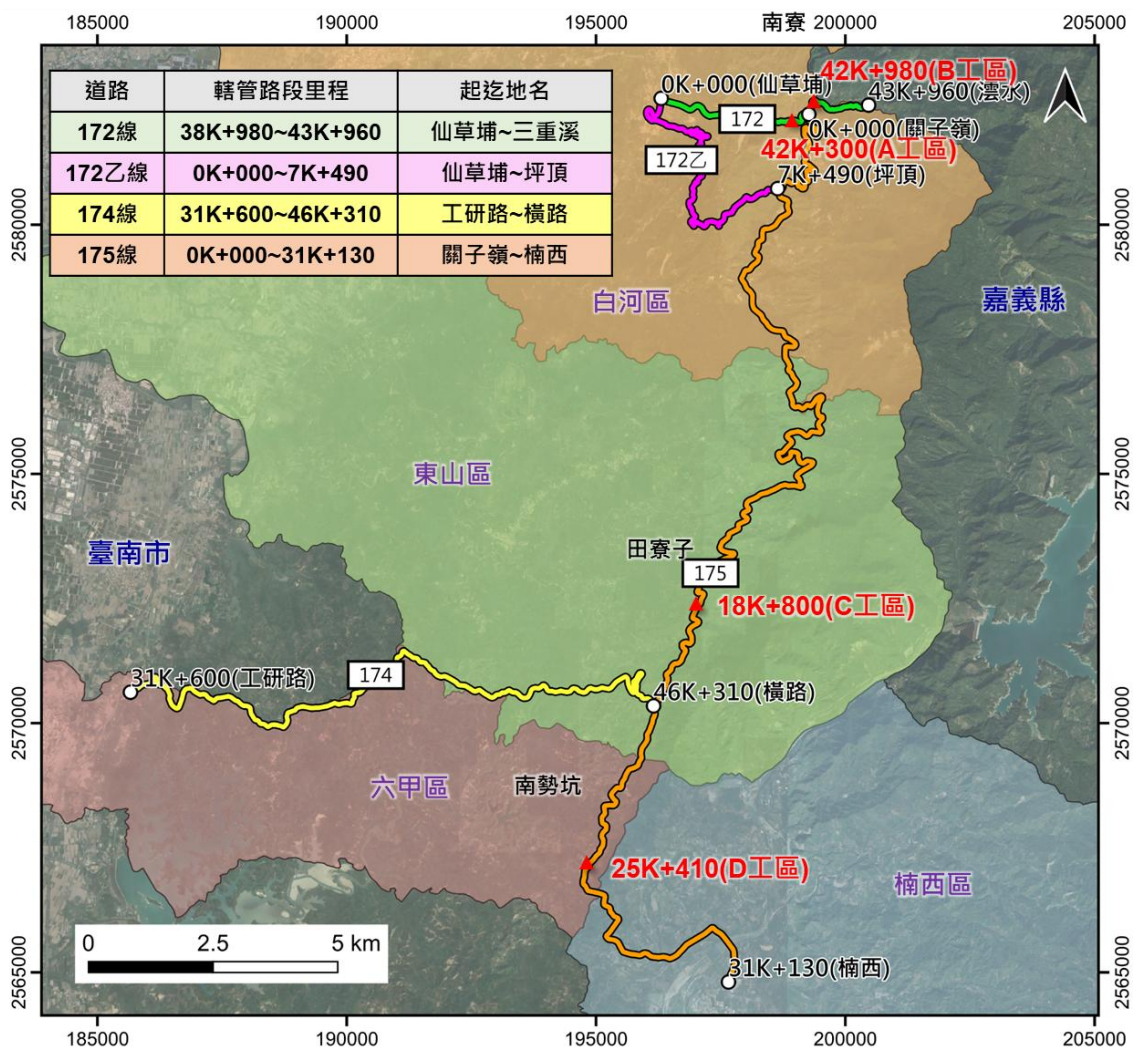 185000 190000 195000 南寮 200000 205000
道路 轄管路段里程 起迄地名
172線 38K+980~43K+960 仙草埔~三重溪
172乙線 0K+000~7K+490 仙草埔~坪頂
174線 31K+600~46K+310 工研路~橫路
175線 0K+000~31K+130 關子嶺~楠西
42K+980(B工區)
0K+000(仙草埔)
43K+960(澐水)
172
0K+000(關子嶺)
42K+300(A工區)
172乙
7K+490(坪頂)
2580000
2580000
白河區
嘉義縣
東山區
2575000
2575000
臺南市
田寮子
175
18K+800(C工區)
31K+600(工研路)
174
46K+310(橫路)
2570000
2570000
六甲區
南勢坑
25K+410(D工區)
楠西區
0 2.5 5 km
31K+130(楠西)
2565000
2565000
185000 190000 195000 200000 205000